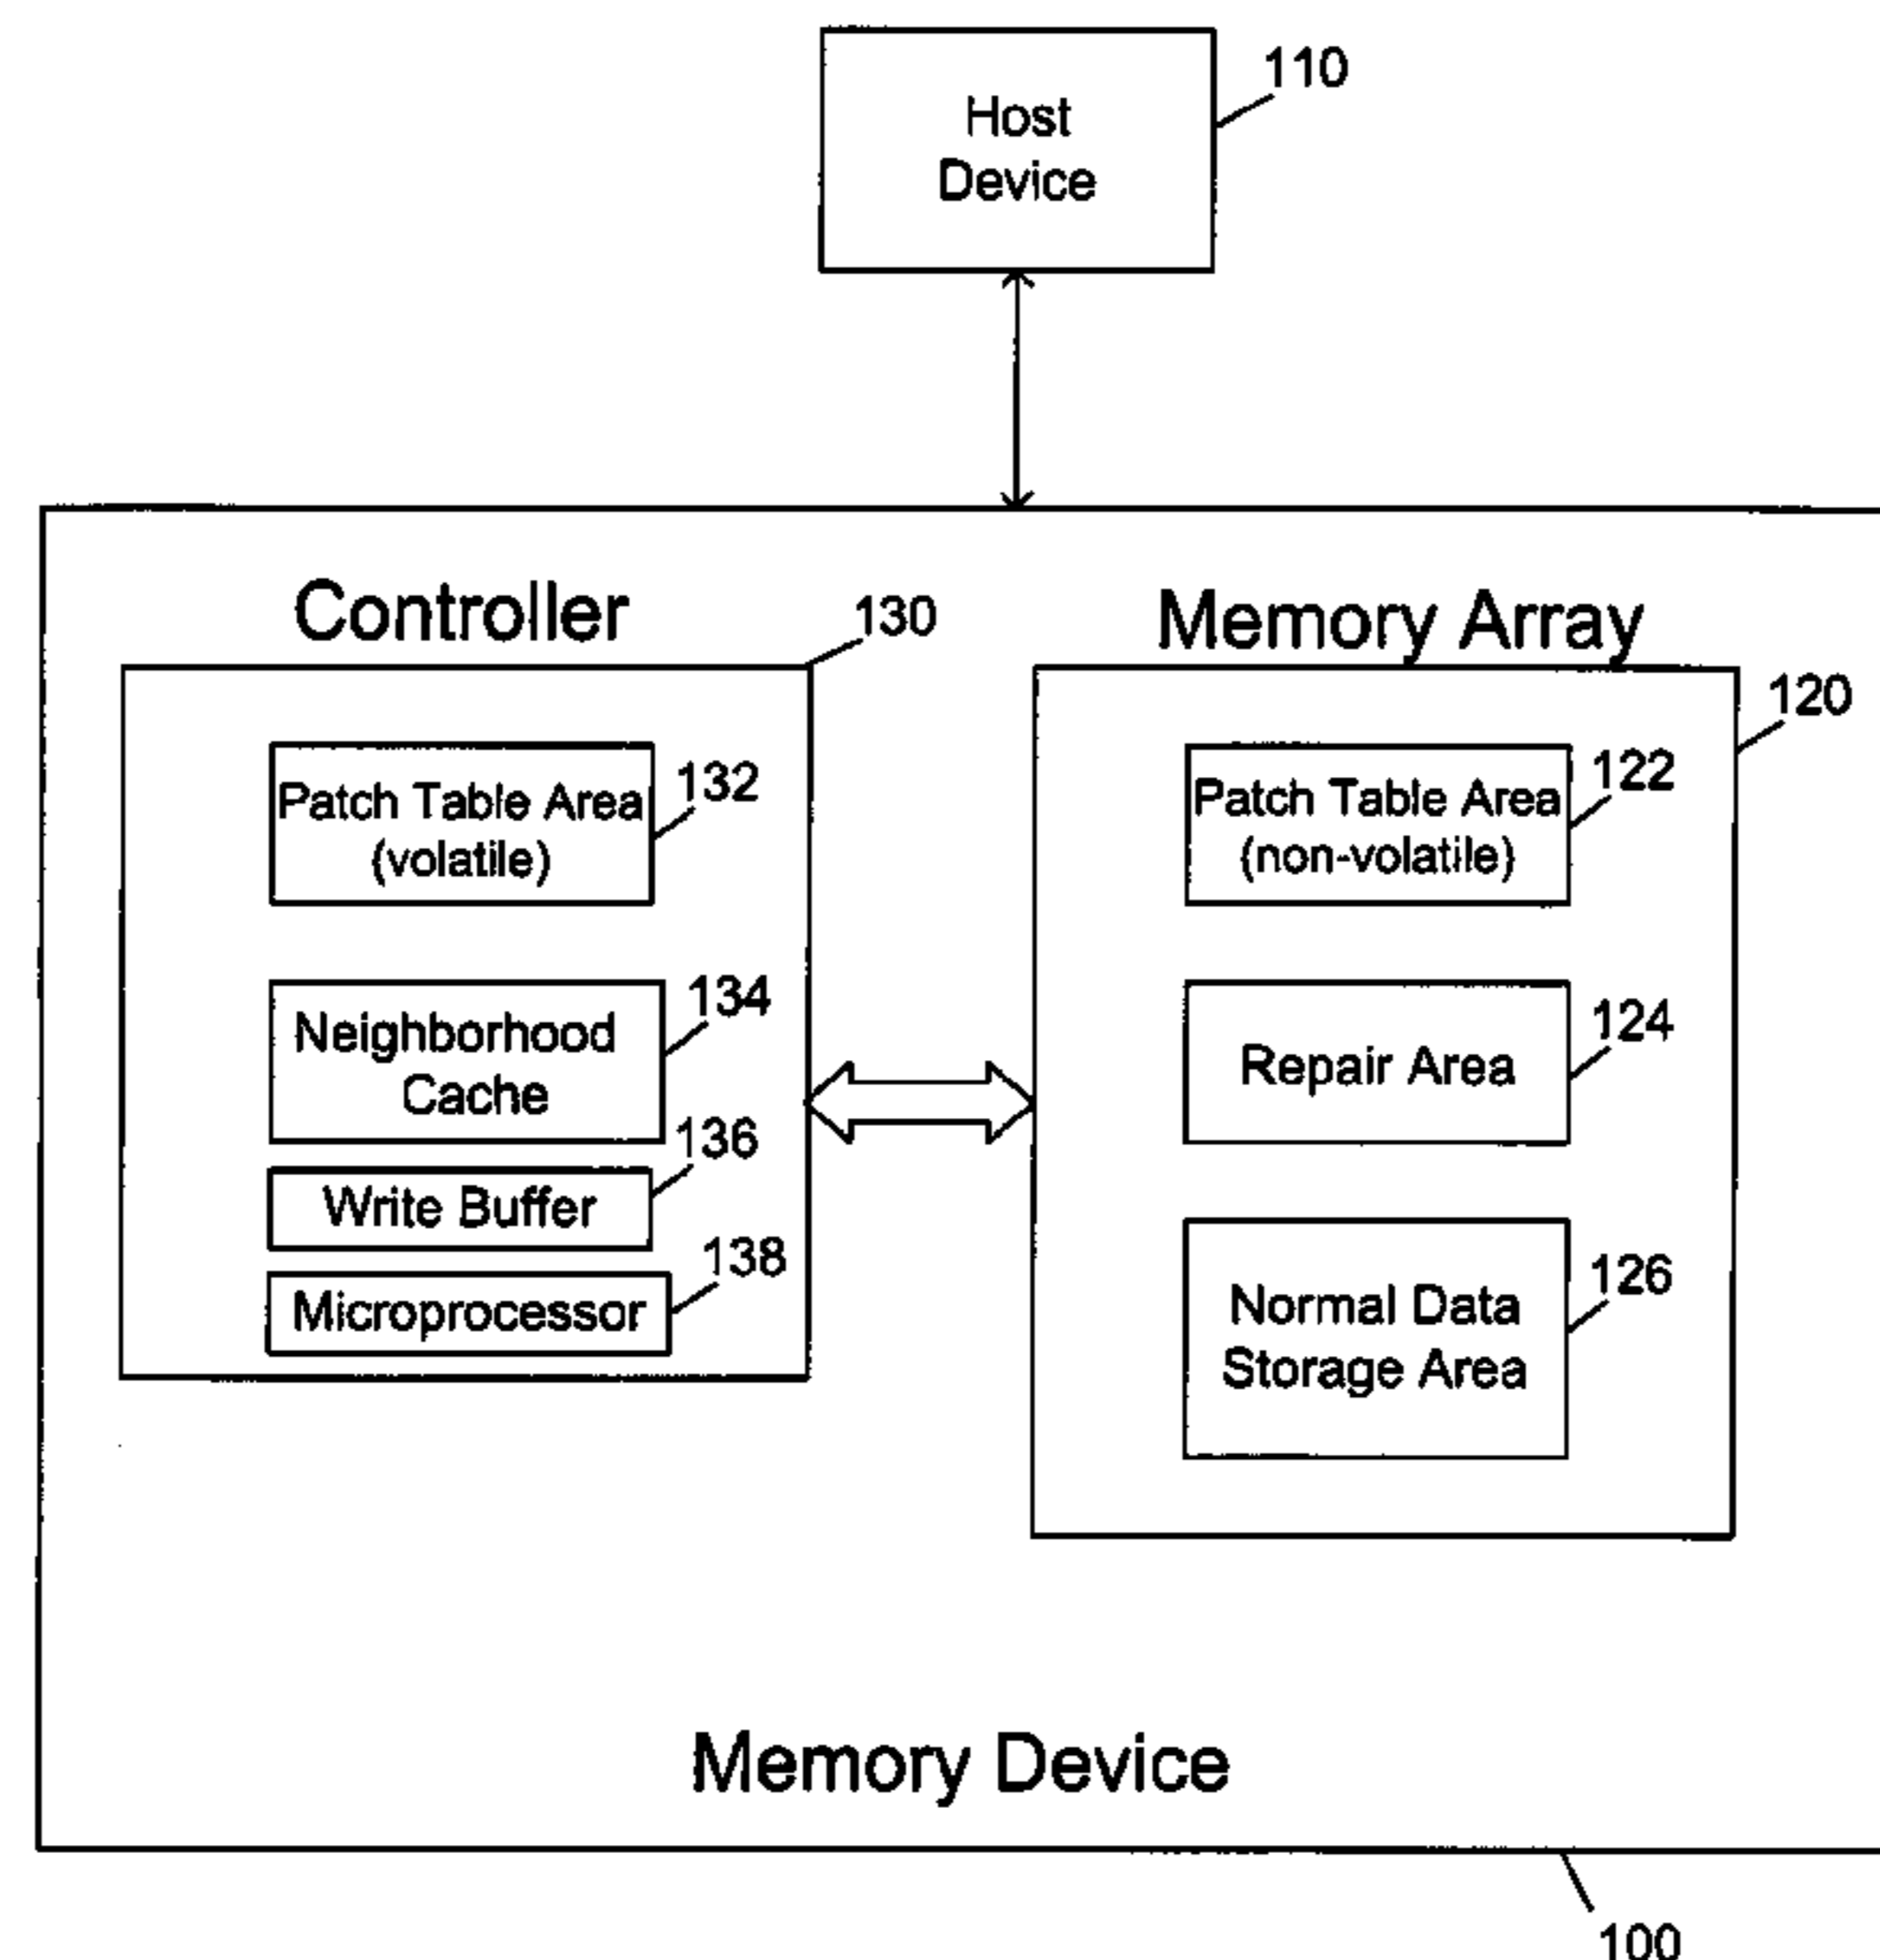 110
Host
Device
Controller
130
Memory Array
120
Patch Table Area
(volatile)
132
Patch Table Area
(non-volatile)
122
Neighborhood
Cache
134
Repair Area
124
Write Buffer
136
Microprocessor
138
Normal Data
Storage Area
126
Memory Device
100